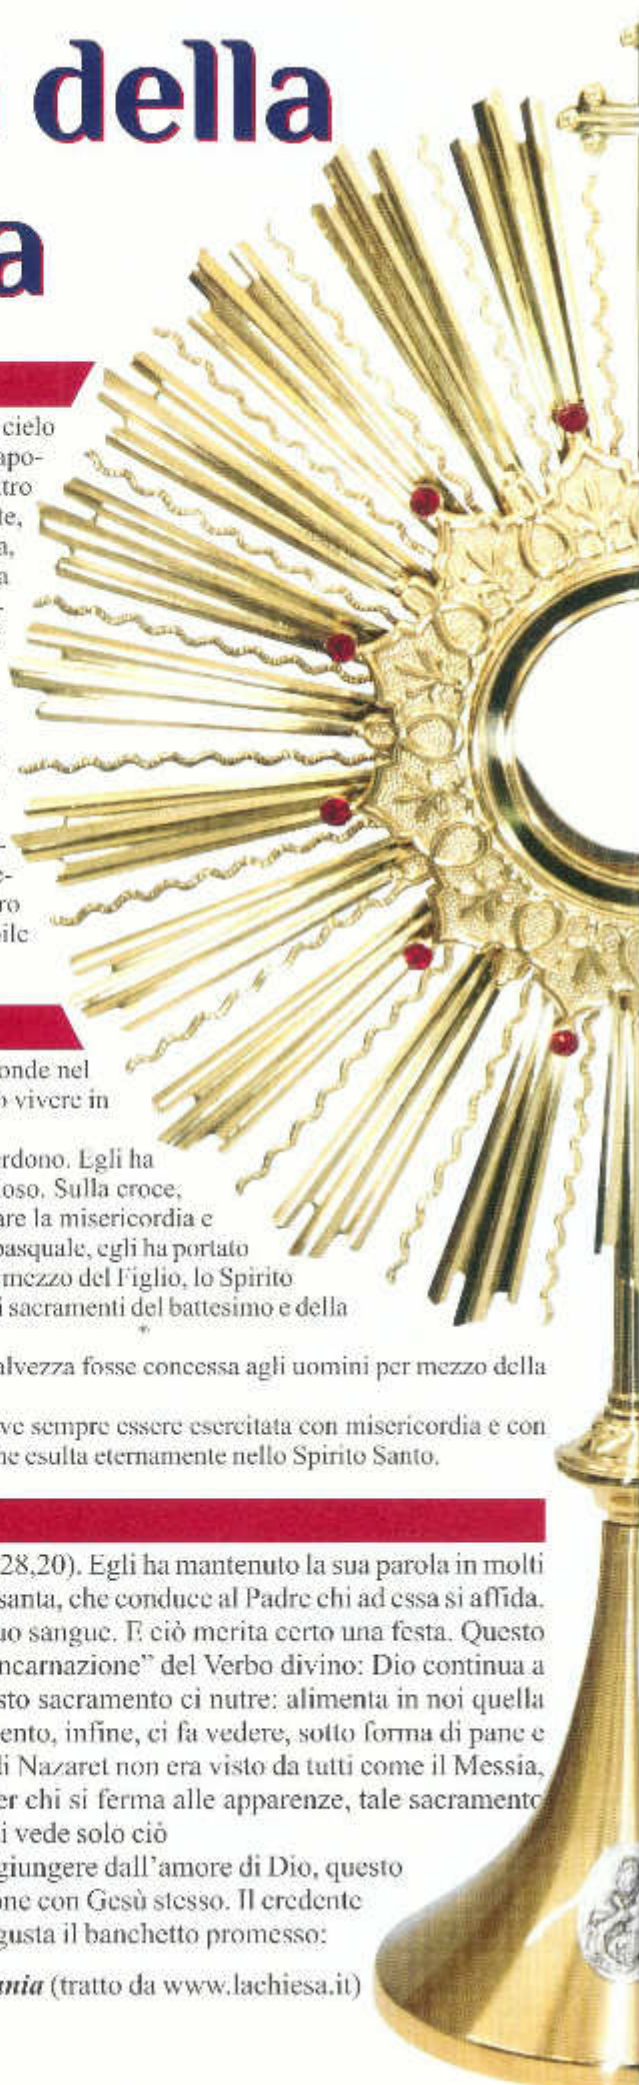 della
a
cielo
apo-
tro
te,
a,
a
-
-
e-
ro
bile
onde nel
o vivere in
rdono. Egli ha
oso. Sulla croce,
are la misericordia e
pasquale, egli ha portato
mezzo del Figlio, lo Spirito
i sacramenti del battesimo e della
alvezza fosse concessa agli uomini per mezzo della
ve sempre essere esercitata con misericordia e con
he esulta eternamente nello Spirito Santo.
28,20). Egli ha mantenuto la sua parola in molti
santa, che conduce al Padre chi ad essa si affida.
uo sangue. E ciò merita certo una festa. Questo
ncarnazione” del Verbo divino: Dio continua a
sto sacramento ci nutre: alimenta in noi quella
ento, infine, ci fa vedere, sotto forma di pane e
di Nazaret non era visto da tutti come il Messia,
er chi si ferma alle apparenze, tale sacramento
i vede solo ciò
giungere dall’amore di Dio, questo
one con Gesù stesso. Il credente
gusta il banchetto promesso:
ania (tratto da www.lachiesa.it)